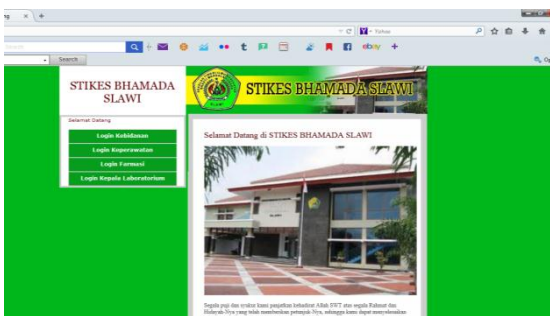 ng
Yahoo
Search
ebay
Search
STIKES BHAMADA
SLAWI
Selamat Datang
Login Kebidanan
Login Keperawatan
Login Farmasi
Login Kepala Laboratorium
STIKES BHAMADA SLAWI
Selamat Datang di STIKES BHAMADA SLAWI
Segala puji dan syukur kami panjatkan kehadirat Allah SWT atas segala Rahmat dan
Hidayah-Nya yang telah memberikan petunjuk-Nya, sehingga kami dapat menyelesaikan